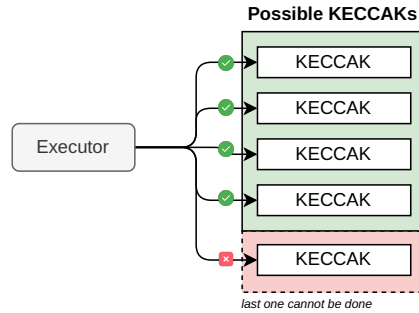 Possible KECCAKs
KECCAK
KECCAK
KECCAK
Executor
KECCAK
KECCAK
last one cannot be done